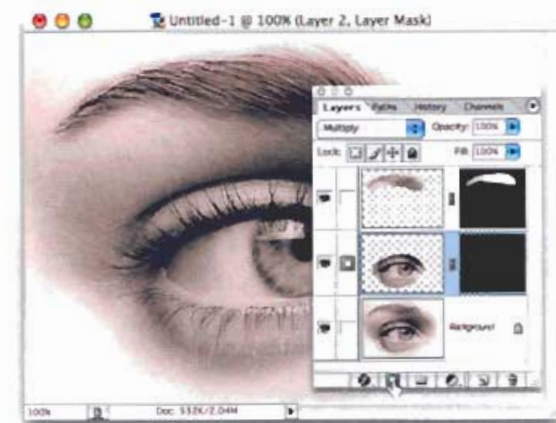 Untitled-1 @ 100% (Layer 2, Layer Mask)
Layers Paths History Channels
Multiply Opacity: 100%
Lock: Fill: 100%
Background
100% Doc: 532K/2.04M